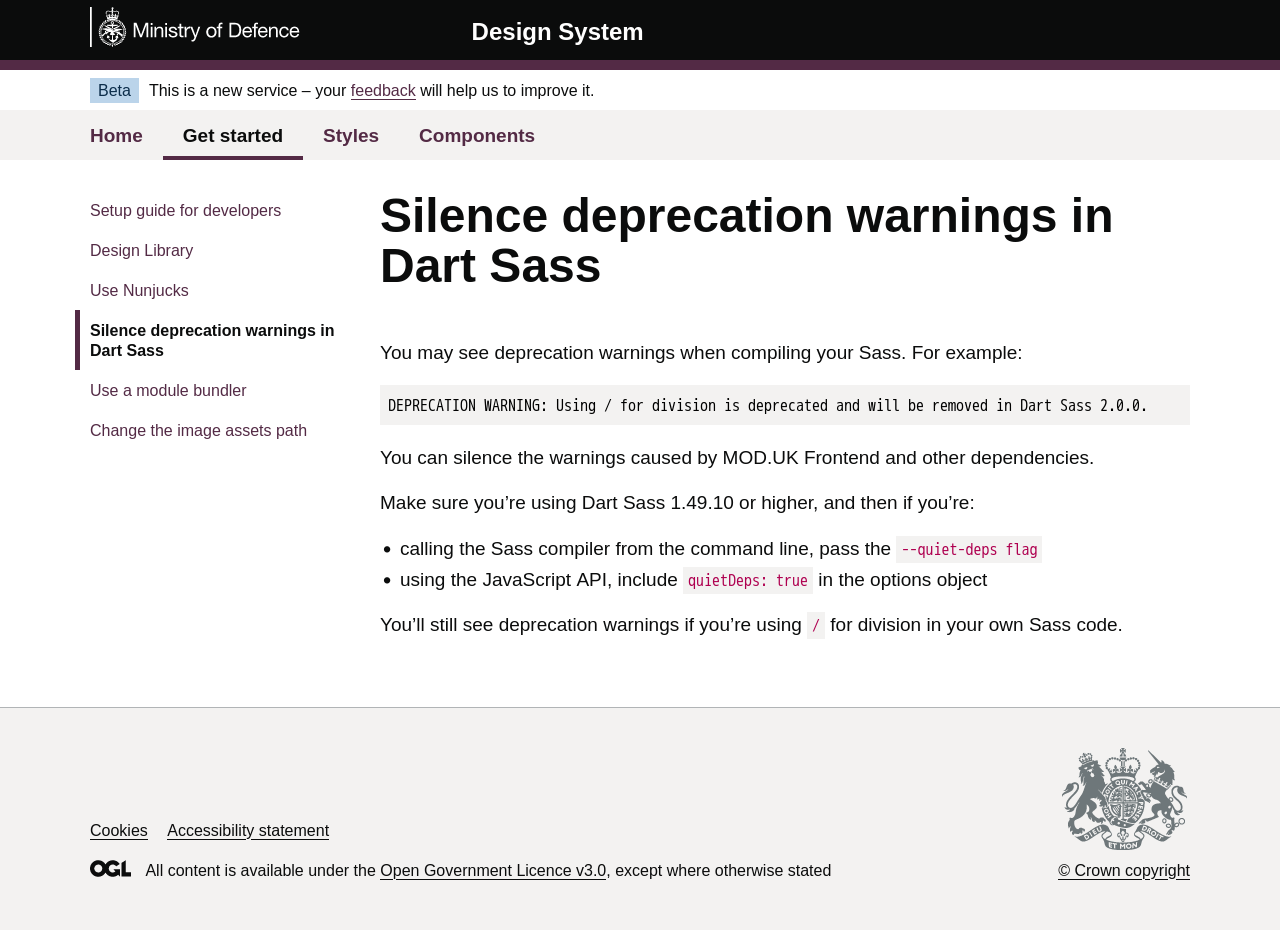 Ministry of Defence
Design System
Beta This is a new service – your feedback will help us to improve it.
Home Get started Styles Components
Setup guide for developers
Design Library
Use Nunjucks
Silence deprecation warnings in
Dart Sass
Use a module bundler
Change the image assets path
Silence deprecation warnings in
Dart Sass
You may see deprecation warnings when compiling your Sass. For example:
DEPRECATION WARNING: Using / for division is deprecated and will be removed in Dart Sass 2.0.0.
You can silence the warnings caused by MOD.UK Frontend and other dependencies.
Make sure you’re using Dart Sass 1.49.10 or higher, and then if you’re:
• calling the Sass compiler from the command line, pass the --quiet-deps flag
• using the JavaScript API, include quietDeps: true in the options object
You’ll still see deprecation warnings if you’re using / for division in your own Sass code.
Cookies Accessibility statement
OGL All content is available under the Open Government Licence v3.0, except where otherwise stated
DIEU ET MON DROIT
© Crown copyright